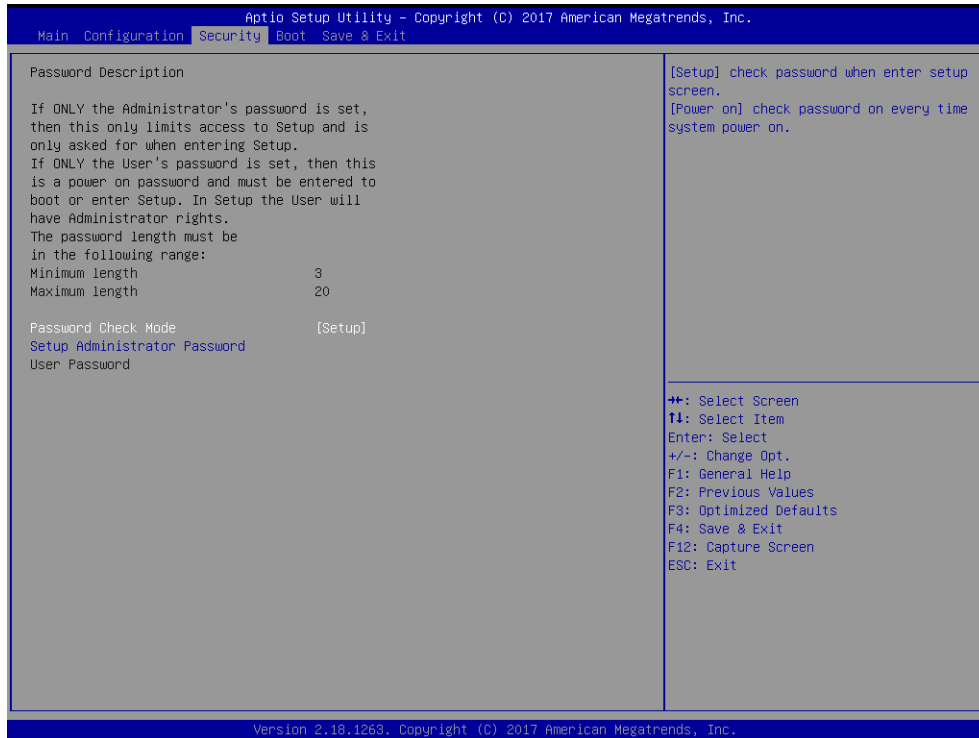 Aptio Setup Utility – Copyright (C) 2017 American Megatrends, Inc.
Main Configuration Security Boot Save & Exit
Password Description
If ONLY the Administrator's password is set,
then this only limits access to Setup and is
only asked for when entering Setup.
If ONLY the User's password is set, then this
is a power on password and must be entered to
boot or enter Setup. In Setup the User will
have Administrator rights.
The password length must be
in the following range:
Minimum length 3
Maximum length 20
Password Check Mode [Setup]
Setup Administrator Password
User Password
[Setup] check password when enter setup
screen.
[Power on] check password on every time
system power on.
→←: Select Screen
↑↓: Select Item
Enter: Select
+/-: Change Opt.
F1: General Help
F2: Previous Values
F3: Optimized Defaults
F4: Save & Exit
F12: Capture Screen
ESC: Exit
Version 2.18.1263. Copyright (C) 2017 American Megatrends, Inc.